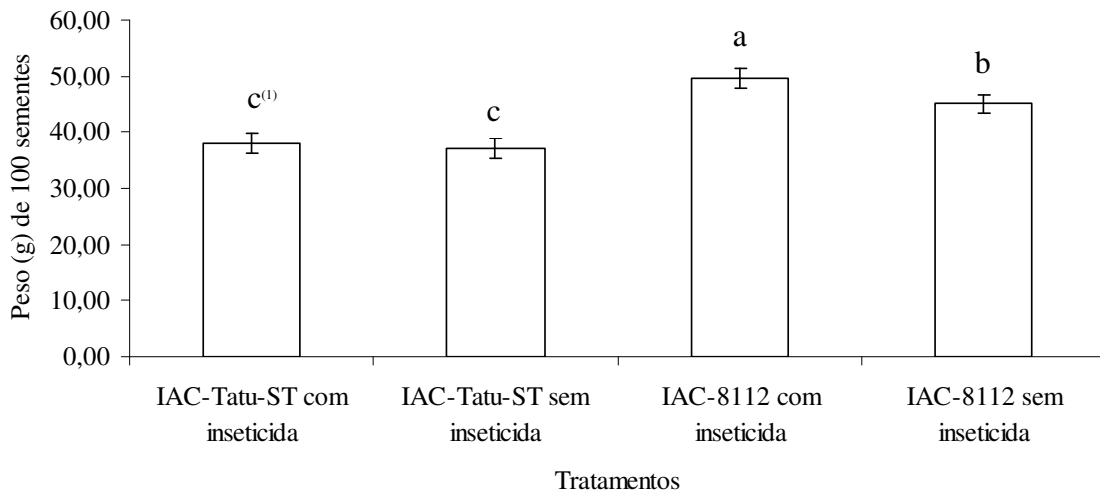 60,00
50,00
40,00
30,00
20,00
10,00
0,00
Peso (g) de 100 sementes
c(1)
c
a
b
IAC-Tatu-ST com
inseticida
IAC-Tatu-ST sem
inseticida
IAC-8112 com
inseticida
IAC-8112 sem
inseticida
Tratamentos